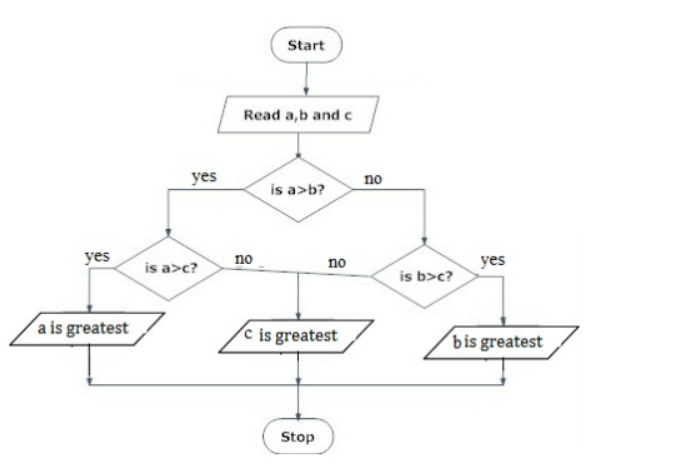 Start
Read a,b and c
is a>b?
yes
no
is a>c?
yes
no
no
is b>c?
yes
a is greatest
c is greatest
b is greatest
Stop